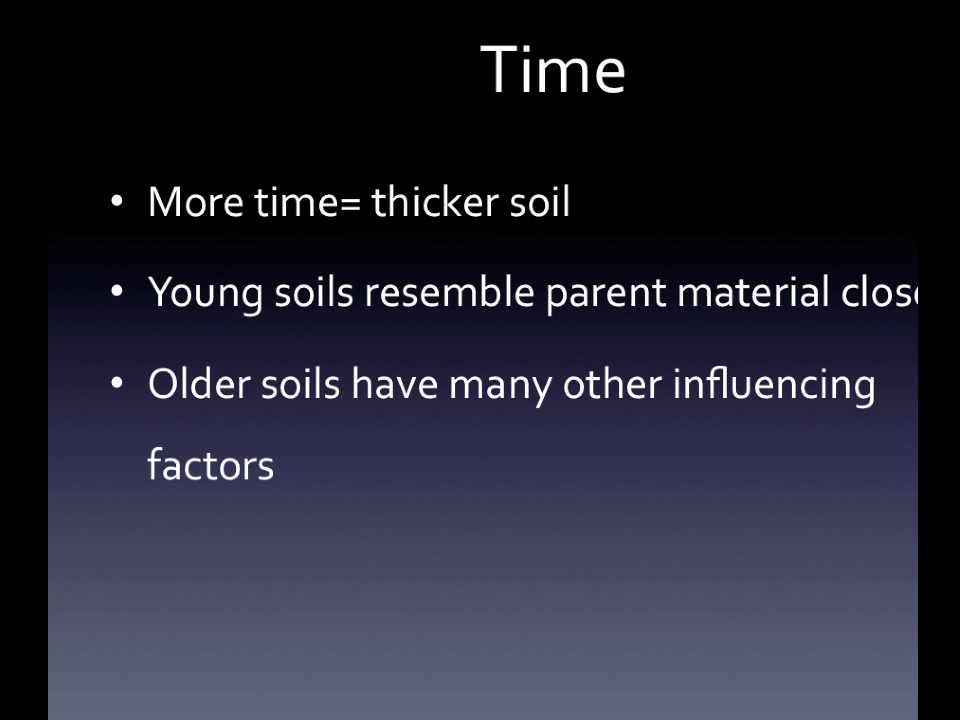 Time
• More time= thicker soil
• Young soils resemble parent material
• Older soils have many other influencing
factors